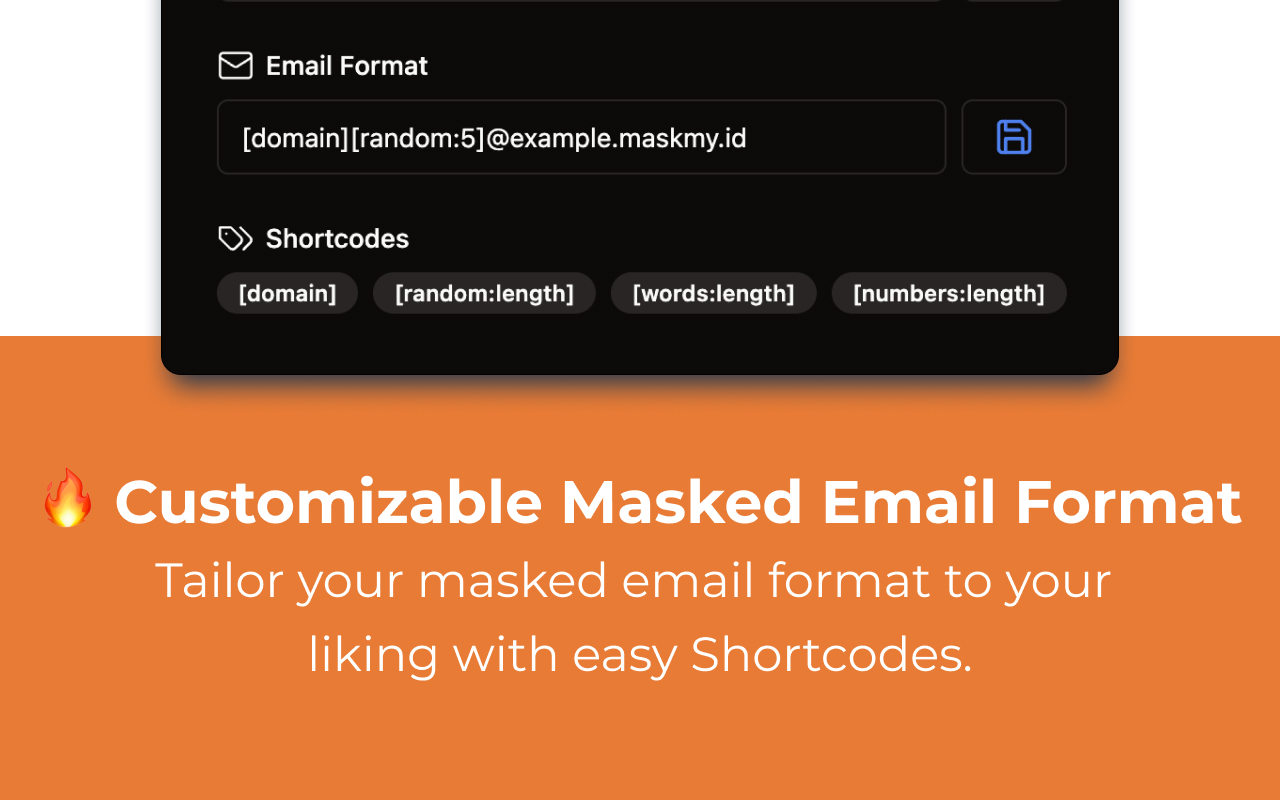 Email Format
[domain][random:5]@example.maskmy.id
Shortcodes
[domain] [random:length] [words:length] [numbers:length]
🔥 Customizable Masked Email Format
Tailor your masked email format to your
liking with easy Shortcodes.